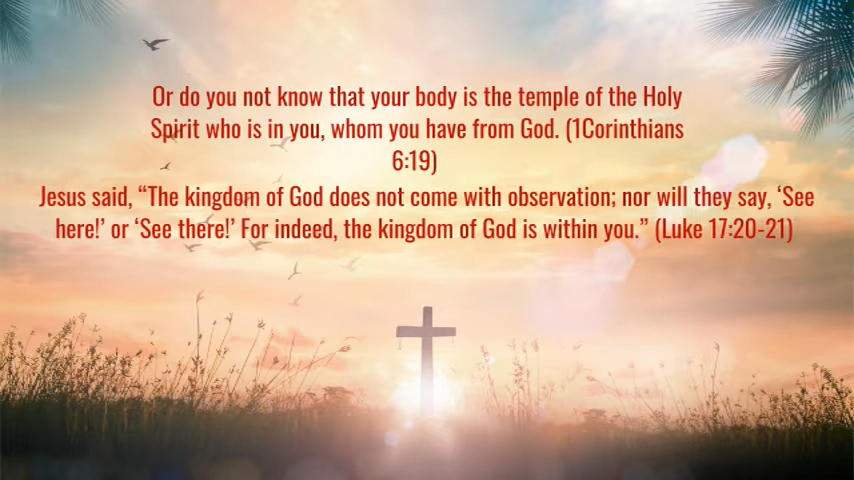 Or do you not know that your body is the temple of the Holy
Spirit who is in you, whom you have from God. (1Corinthians
6:19)
Jesus said, “The kingdom of God does not come with observation; nor will they say, ‘See
here!’ or ‘See there!’ For indeed, the kingdom of God is within you.” (Luke 17:20-21)